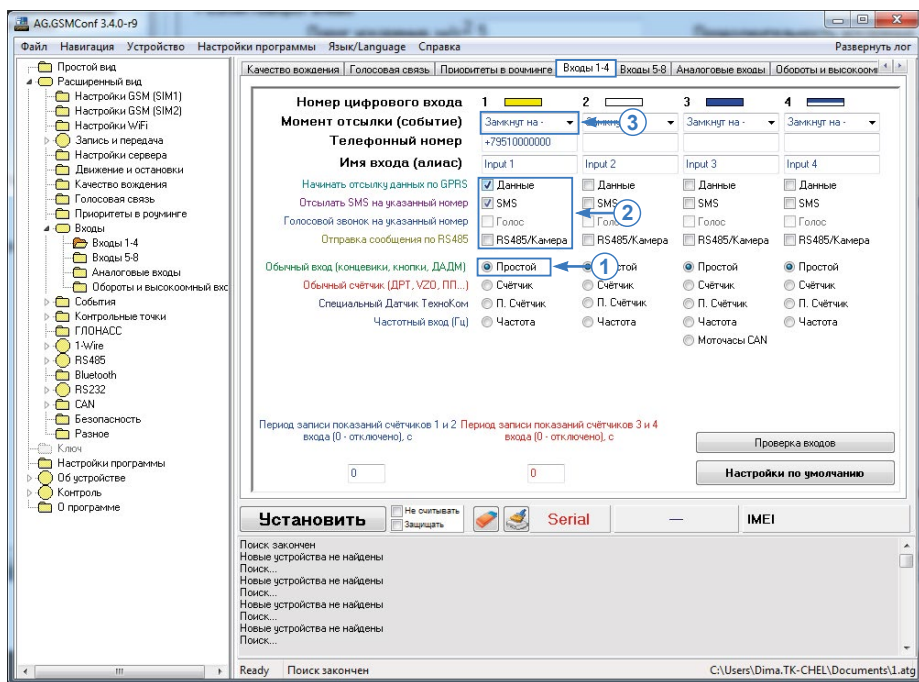 AG.GSMConf 3.4.0-r9
Файл Навигация Устройство Настройки программы Язык/Language Справка Развернуть лог
Простой вид
Расширенный вид
Настройки GSM (SIM1)
Настройки GSM (SIM2)
Настройки WiFi
Запись и передача
Настройки сервера
Движение и остановки
Качество вождения
Голосовая связь
Приоритеты в роуминге
Входы
Входы 1-4
Входы 5-8
Аналоговые входы
Обороты и высокоомный вхо
События
Контрольные точки
ГЛОНАСС
1-Wire
RS485
Bluetooth
RS232
CAN
Безопасность
Разное
Ключ
Настройки программы
Об устройстве
Контроль
О программе
Качество вождения Голосовая связь Приоритеты в роуминге Входы 1-4 Входы 5-8 Аналоговые входы Обороты и высокоом
Номер цифрового входа 1 2 3 4
Момент отсылки (событие) Замкнут на - 3 Замкнут на - Замкнут на -
Телефонный номер +79510000000
Имя входа (алиас) Input 1 Input 2 Input 3 Input 4
Начинать отсылку данных по GPRS Данные Данные Данные Данные
Отсылать SMS на указанный номер SMS SMS 2 SMS SMS
Голосовой звонок на указанный номер Голос Голос Голос Голос
Отправка сообщения по RS485 RS485/Камера RS485/Камера RS485/Камера RS485/Камера
Обычный вход (концевики, кнопки, ДАДМ) Простой 1 Простой Простой
Обычный счётчик (ДРТ, VZO, ПП...) Счётчик Счётчик Счётчик Счётчик
Специальный Датчик ТехноКом П. Счётчик П. Счётчик П. Счётчик П. Счётчик
Частотный вход (Гц) Частота Частота Частота Частота
Моточасы CAN
Период записи показаний счётчиков 1 и 2 входа (0 - отключено), с
Период записи показаний счётчиков 3 и 4 входа (0 - отключено), с
0 0
Проверка входов
Настройки по умолчанию
Установить
Не считывать
Защищать
Serial — IMEI
Поиск закончен
Новые устройства не найдены
Поиск...
Новые устройства не найдены
Поиск...
Новые устройства не найдены
Поиск...
Новые устройства не найдены
Поиск...
Ready Поиск закончен C:\Users\Dima.TK-CHEL\Documents\1.atg